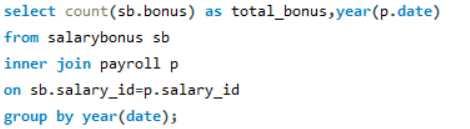 select count(sb.bonus) as total_bonus,year(p.date)
from salarybonus sb
inner join payroll p
on sb.salary_id=p.salary_id
group by year(date);